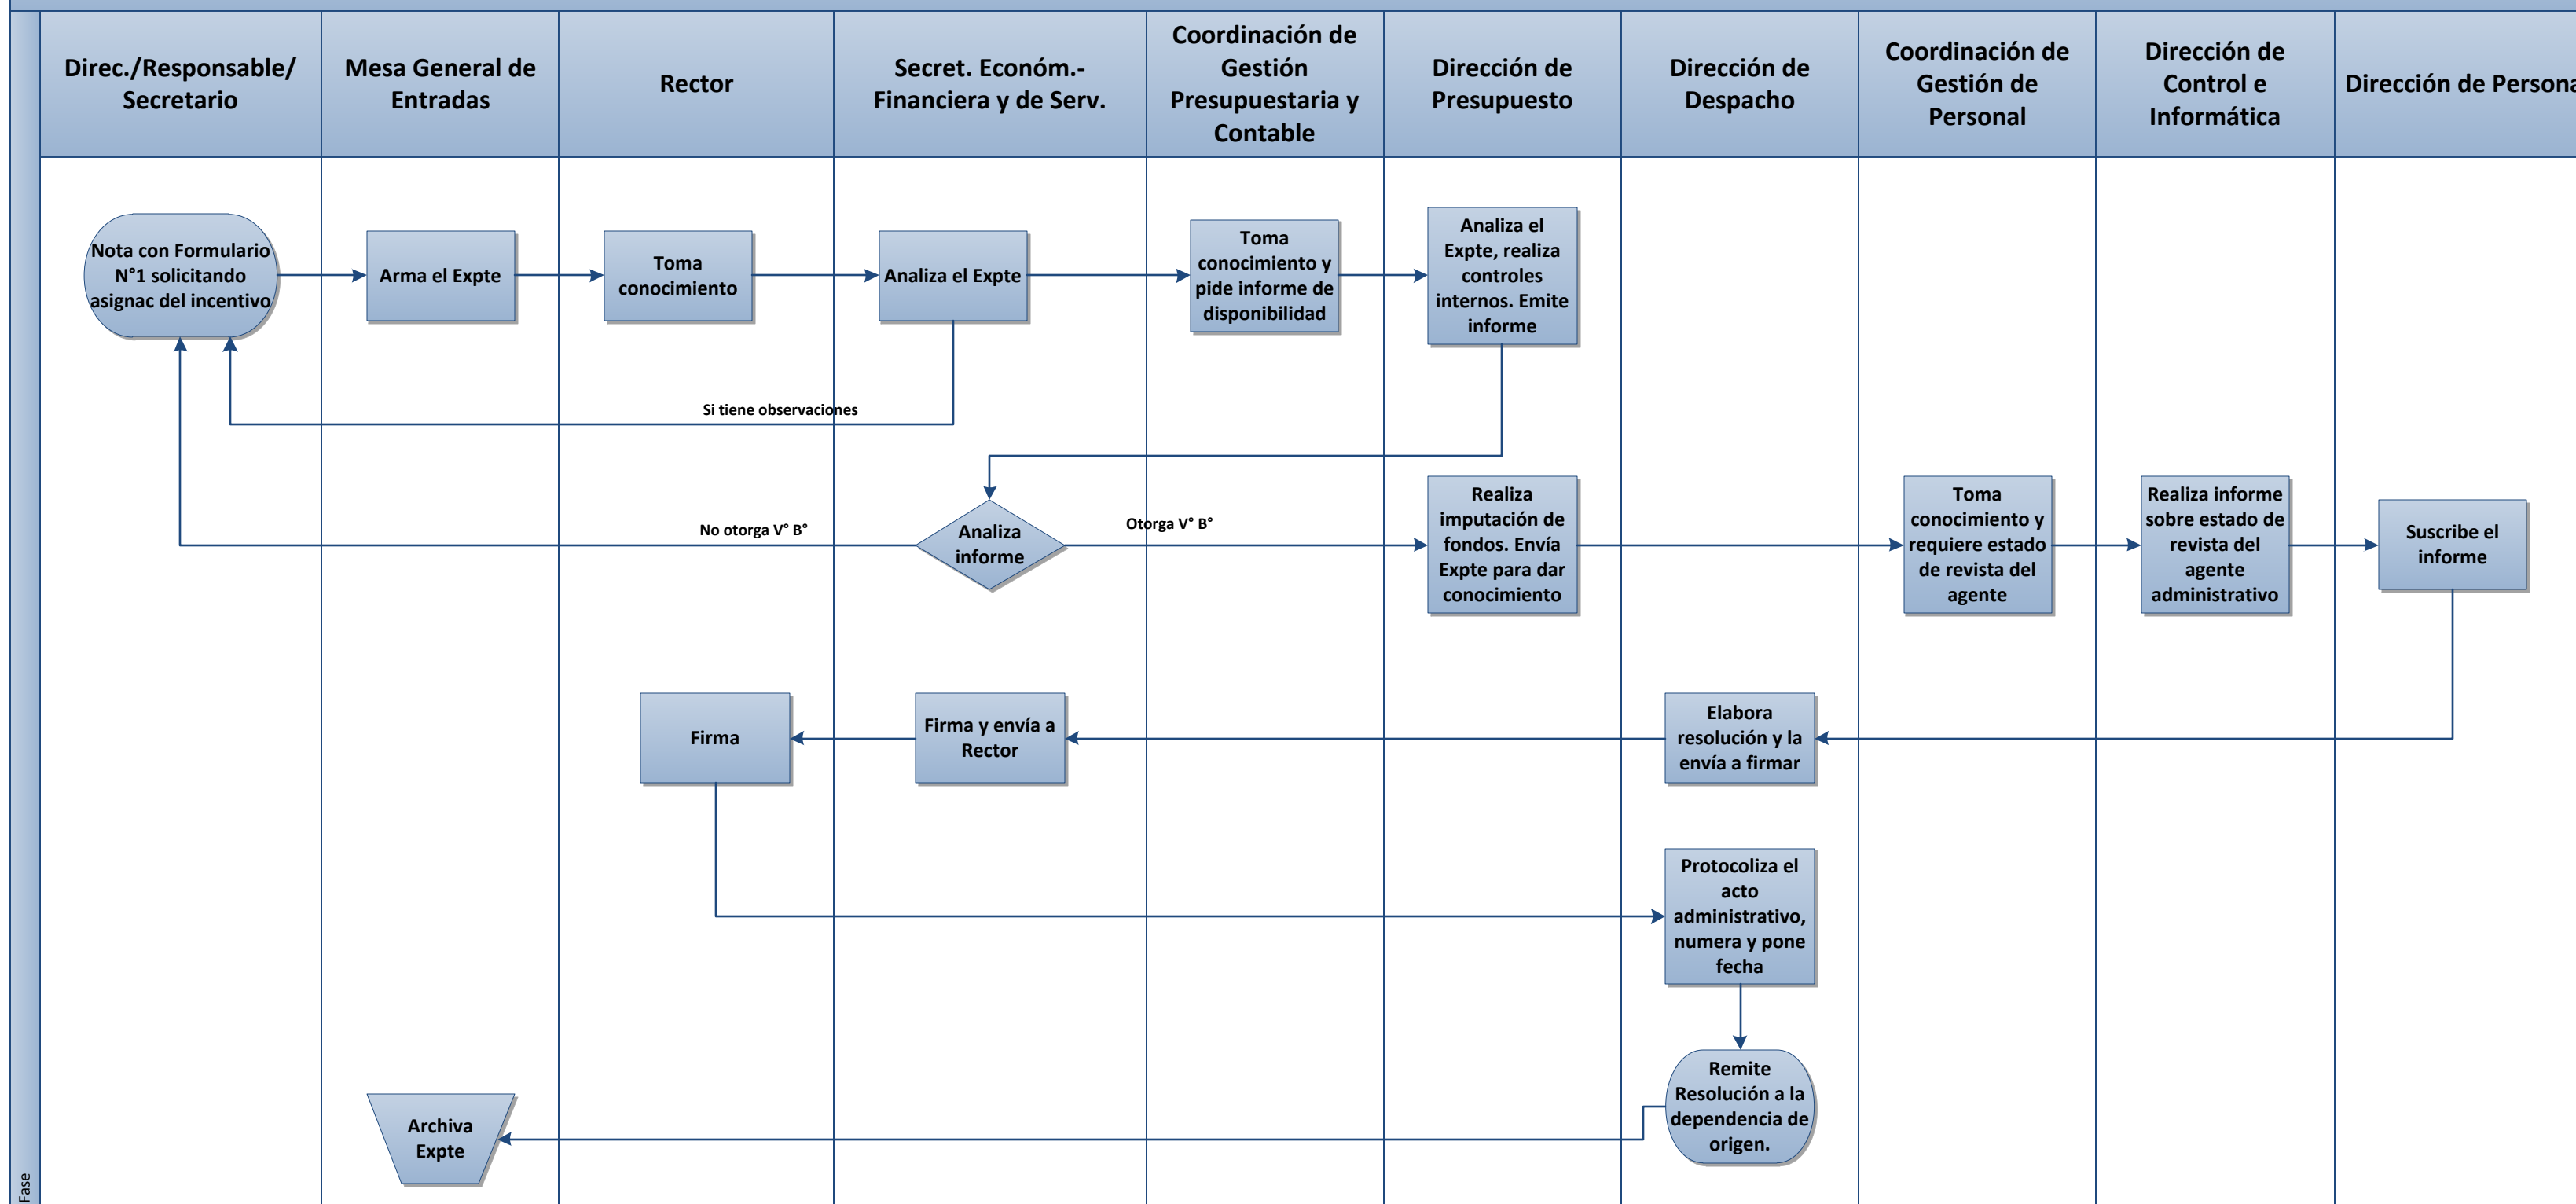 Direc./Responsable/
Secretario
Mesa General de
Entradas
Rector
Secret. Económ.-
Financiera y de Serv.
Coordinación de
Gestión
Presupuestaria y
Contable
Dirección de
Presupuesto
Dirección de
Despacho
Coordinación de
Gestión de
Personal
Dirección de
Control e
Informática
Dirección de Persona
Nota con Formulario
N°1 solicitando
asignac del incentivo
Arma el Expte
Toma
conocimiento
Analiza el Expte
Toma
conocimiento y
pide informe de
disponibilidad
Analiza el
Expte, realiza
controles
internos. Emite
informe
Si tiene observaciones
No otorga V° B°
Analiza
informe
Otorga V° B°
Realiza
imputación de
fondos. Envía
Expte para dar
conocimiento
Toma
conocimiento y
requiere estado
de revista del
agente
Realiza informe
sobre estado de
revista del
agente
administrativo
Suscribe el
informe
Firma
Firma y envía a
Rector
Elabora
resolución y la
envía a firmar
Protocoliza el
acto
administrativo,
numera y pone
fecha
Remite
Resolución a la
dependencia de
origen.
Archiva
Expte
Fase